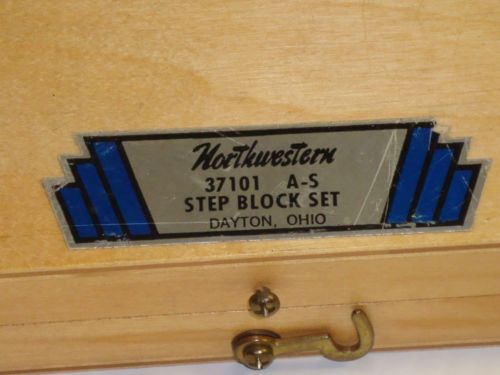 Northwestern
37101 A-S
STEP BLOCK SET
DAYTON, OHIO